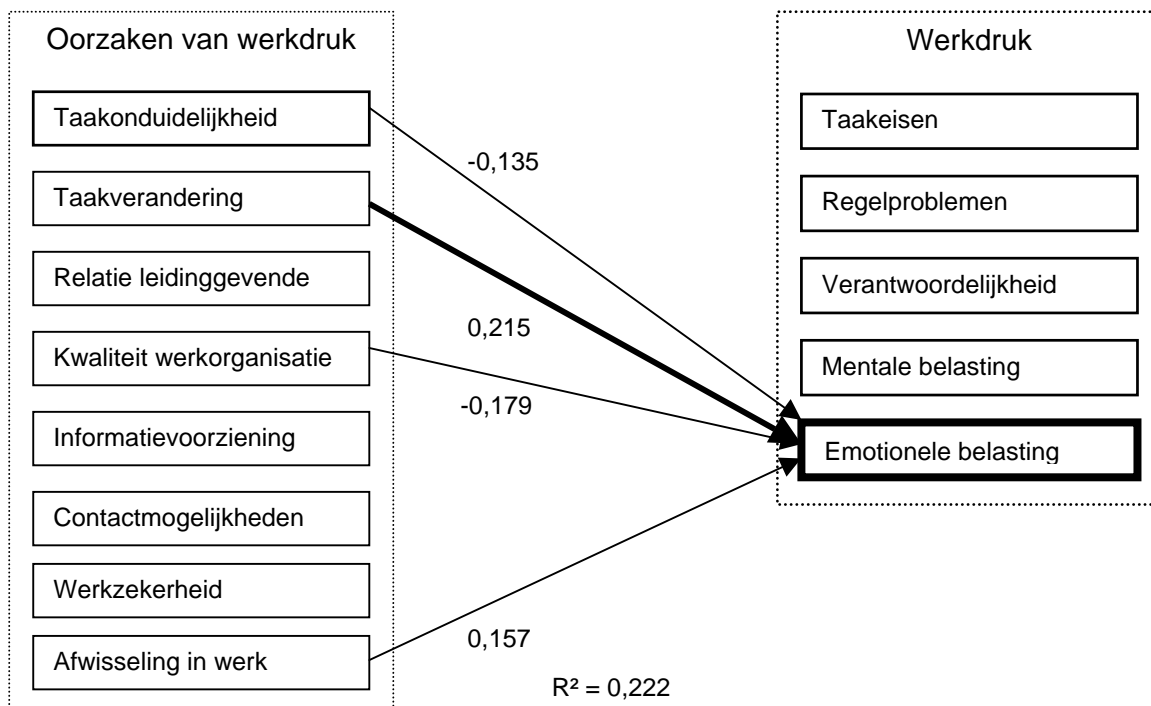 Oorzaken van werkdruk
Taakonduidelijkheid
Taakverandering
Relatie leidinggevende
Kwaliteit werkorganisatie
Informatievoorziening
Contactmogelijkheden
Werkzekerheid
Afwisseling in werk
-0,135
0,215
-0,179
0,157
R² = 0,222
Werkdruk
Taakeisen
Regelproblemen
Verantwoordelijkheid
Mentale belasting
Emotionele belasting